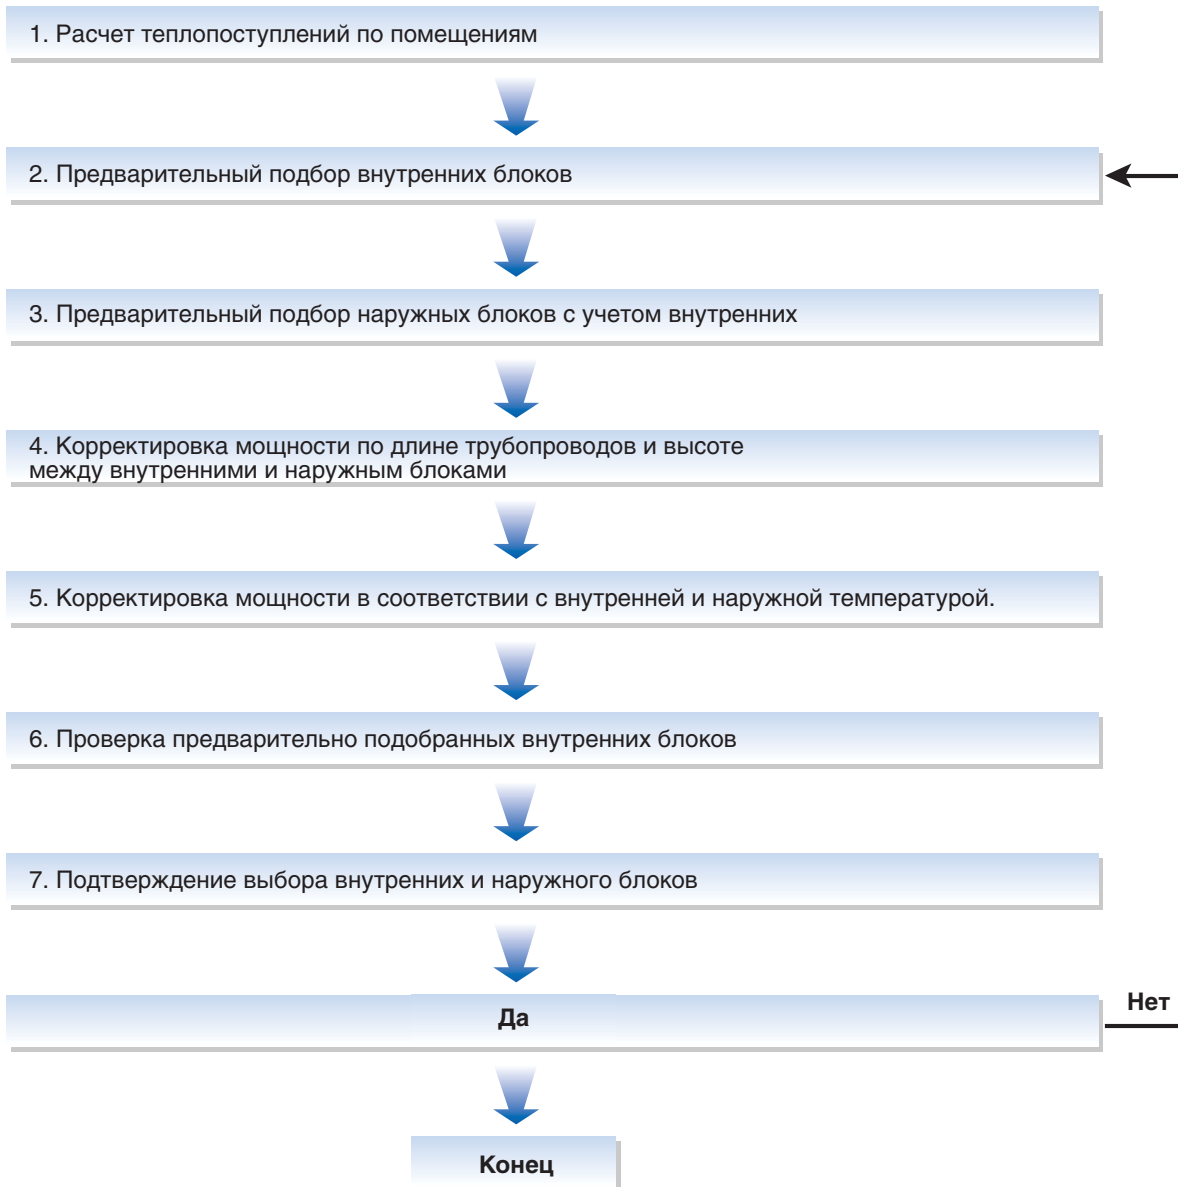 1. Расчет теплопоступлений по помещениям
2. Предварительный подбор внутренних блоков
3. Предварительный подбор наружных блоков с учетом внутренних
4. Корректировка мощности по длине трубопроводов и высоте
между внутренними и наружным блоками
5. Корректировка мощности в соответствии с внутренней и наружной температурой.
6. Проверка предварительно подобранных внутренних блоков
7. Подтверждение выбора внутренних и наружного блоков
Да
Нет
Конец